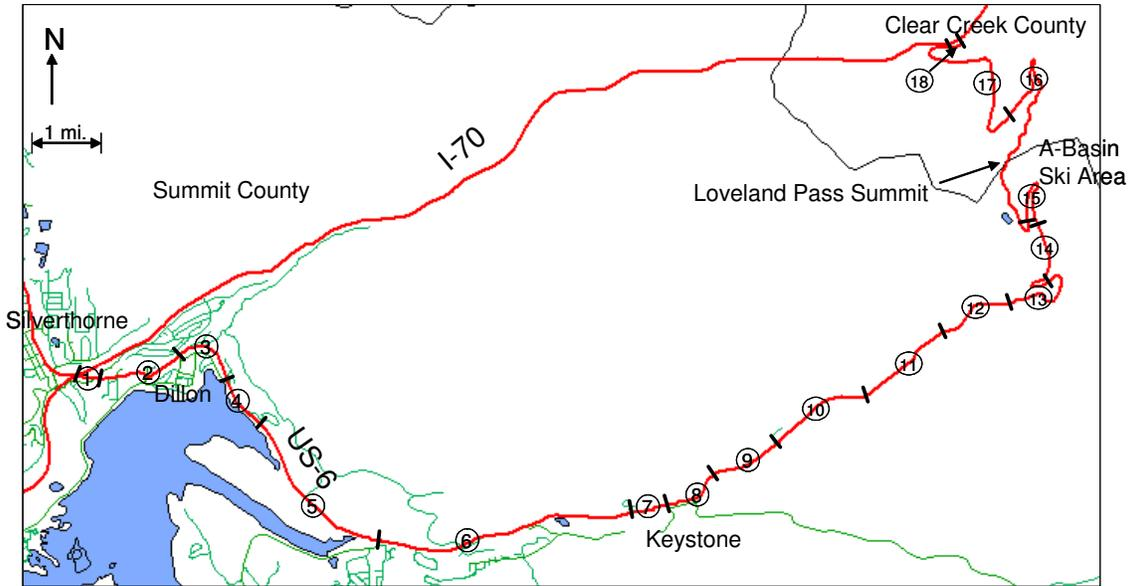 Clear Creek County
N
18
17
16
1 mi.
I-70
A-Basin
Ski Area
Summit County
Loveland Pass Summit
15
14
13
12
Silverthorne
3
11
1
2
Dillon
4
10
US-6
9
8
5
7
6
Keystone